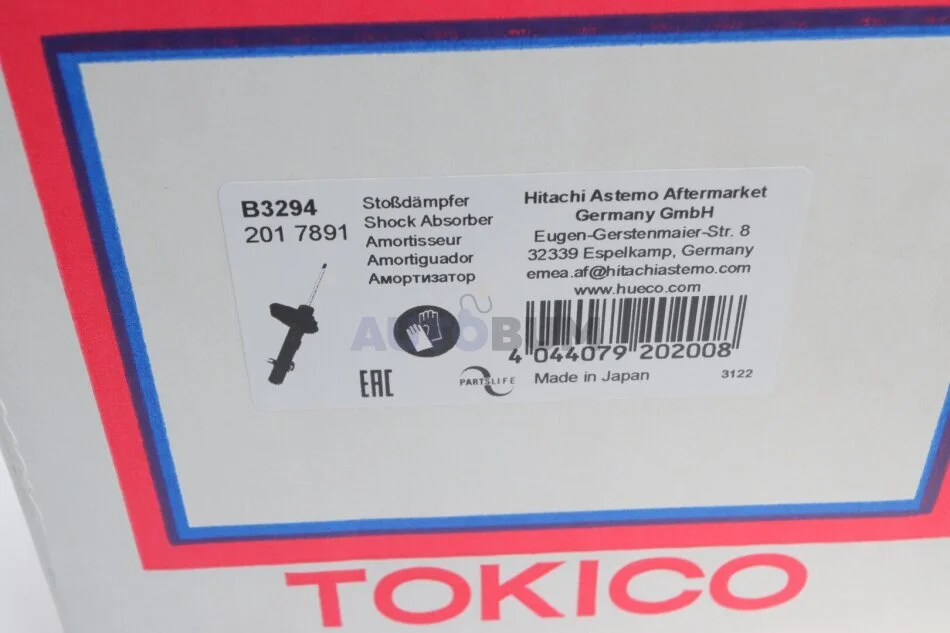 B3294
201 7891
Stoßdämpfer
Shock Absorber
Amortisseur
Amortiguador
Амортизатор
Hitachi Astemo Aftermarket
Germany GmbH
Eugen-Gerstenmaier-Str. 8
32339 Espelkamp, Germany
emea.af@hitachiastemo.com
www.hueco.com
AUTOBUM
4 044079 202008
EAC
PARTSLIFE
Made in Japan
3122
TOKICO